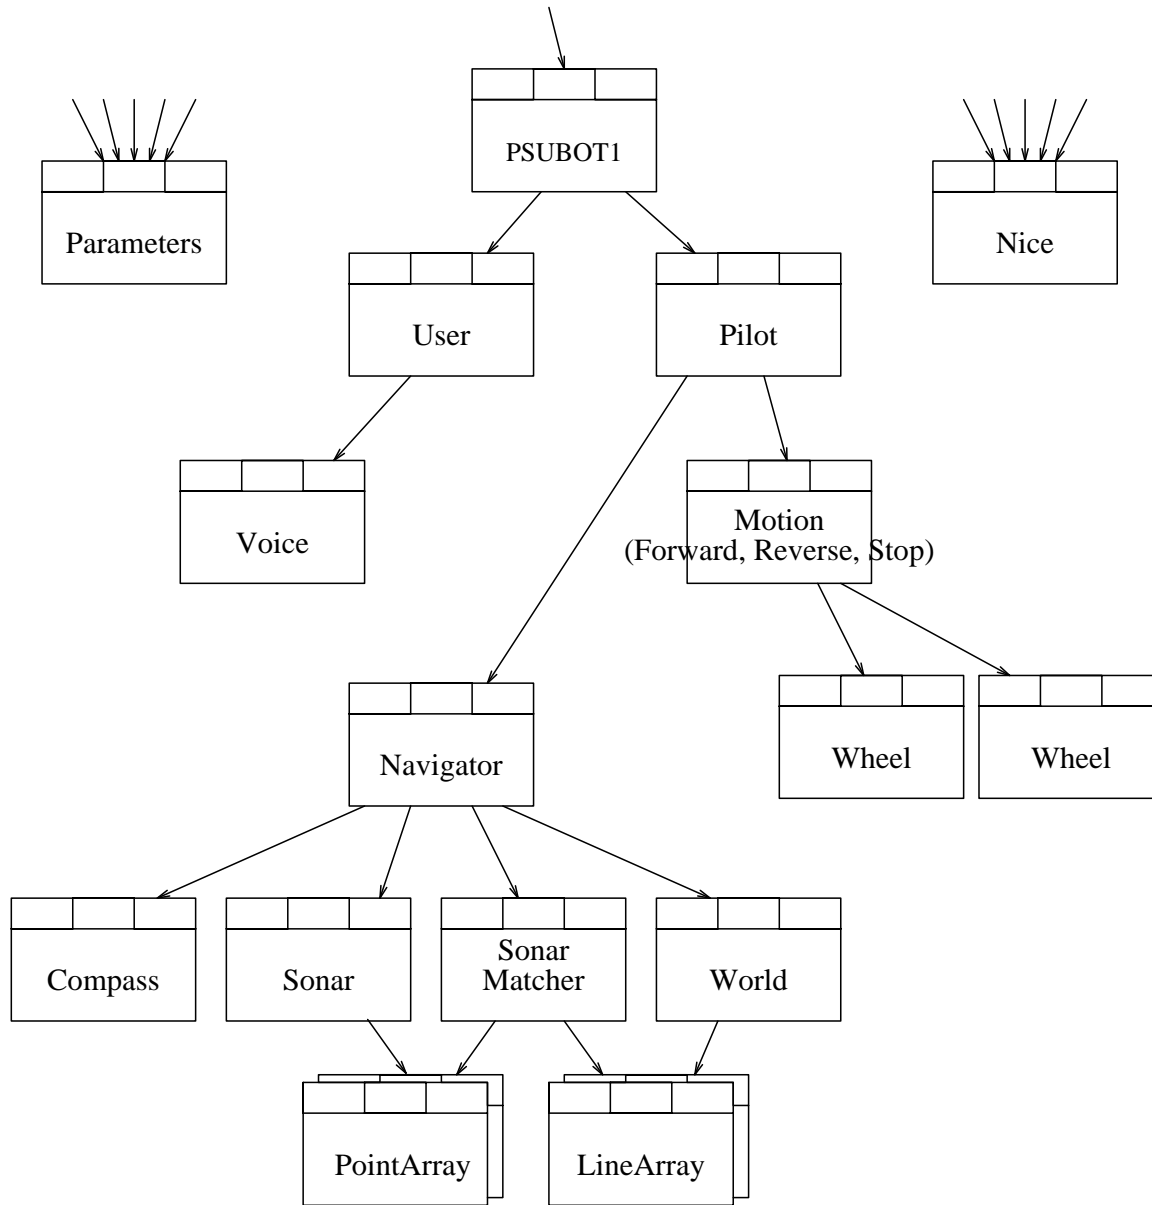 PSUBOT1
Parameters
Nice
User
Pilot
Voice
Motion
(Forward, Reverse, Stop)
Navigator
Wheel
Wheel
Compass
Sonar
Sonar
Matcher
World
PointArray
LineArray